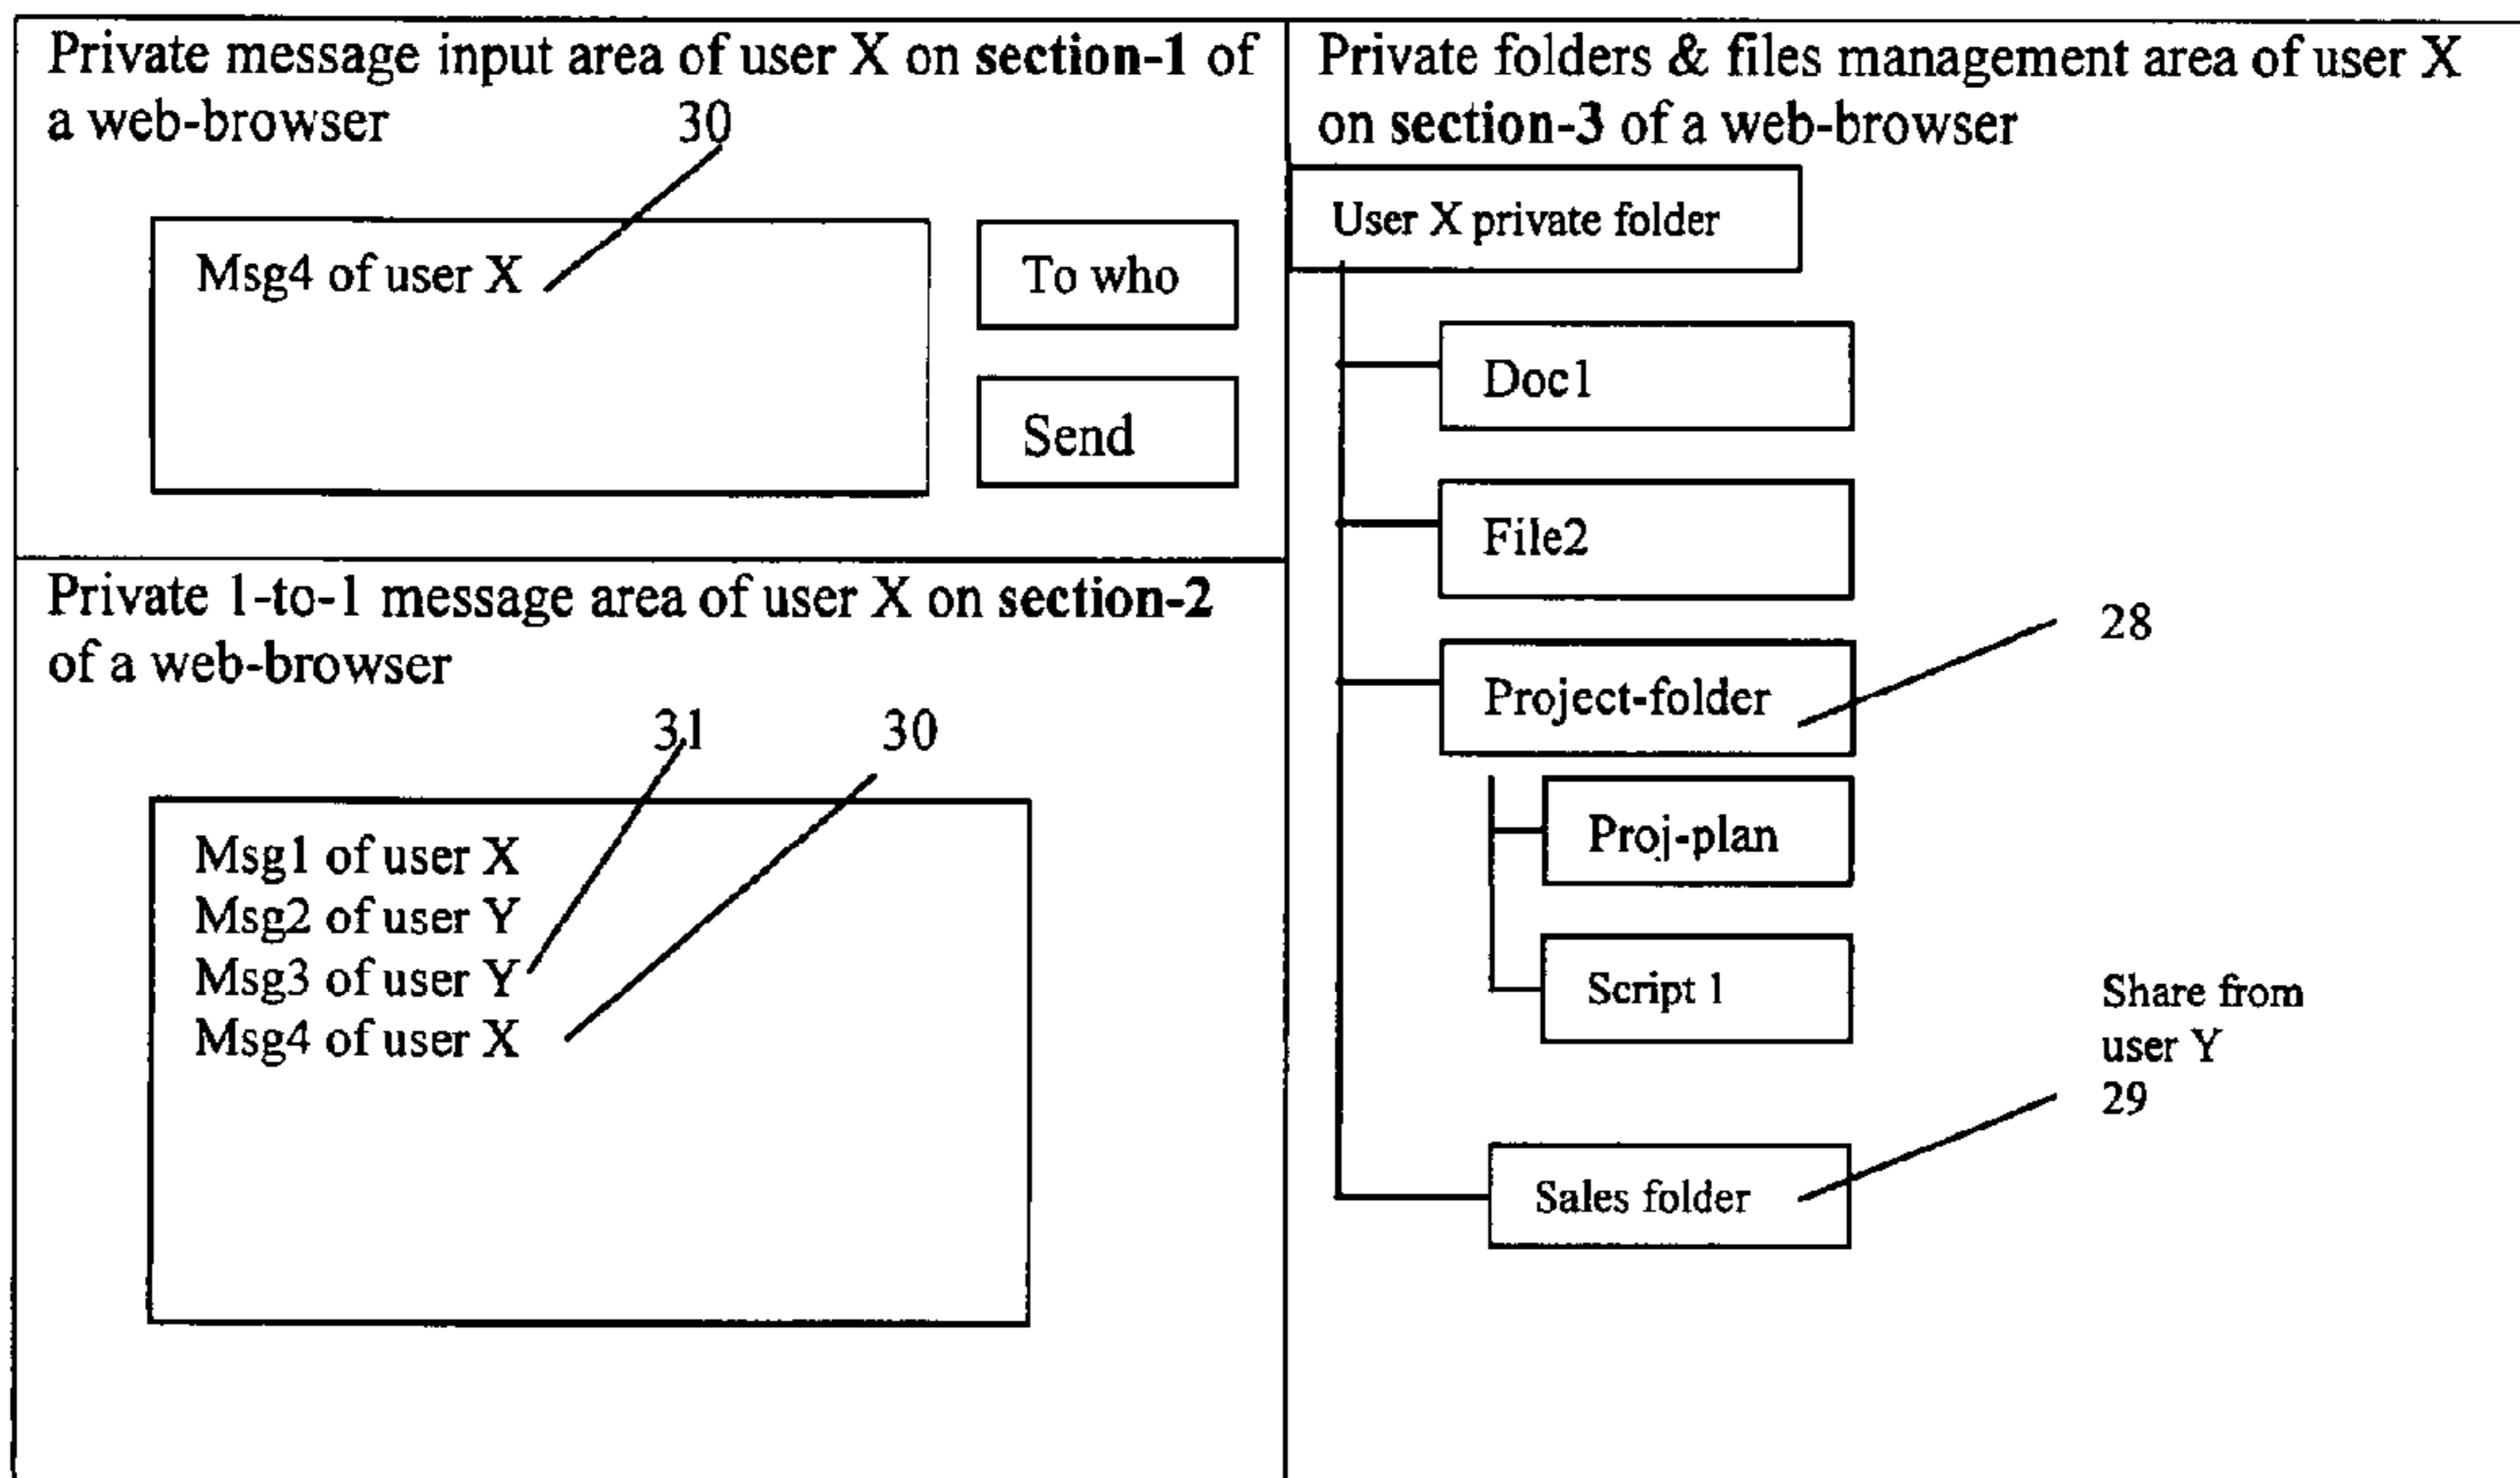 Private message input area of user X on section-1 of
a web-browser
30
Msg4 of user X
To who
Send
Private 1-to-1 message area of user X on section-2
of a web-browser
31
30
Msg1 of user X
Msg2 of user Y
Msg3 of user Y
Msg4 of user X
Private folders & files management area of user X
on section-3 of a web-browser
User X private folder
Doc1
File2
28
Project-folder
Proj-plan
Script 1
Share from
user Y
29
Sales folder